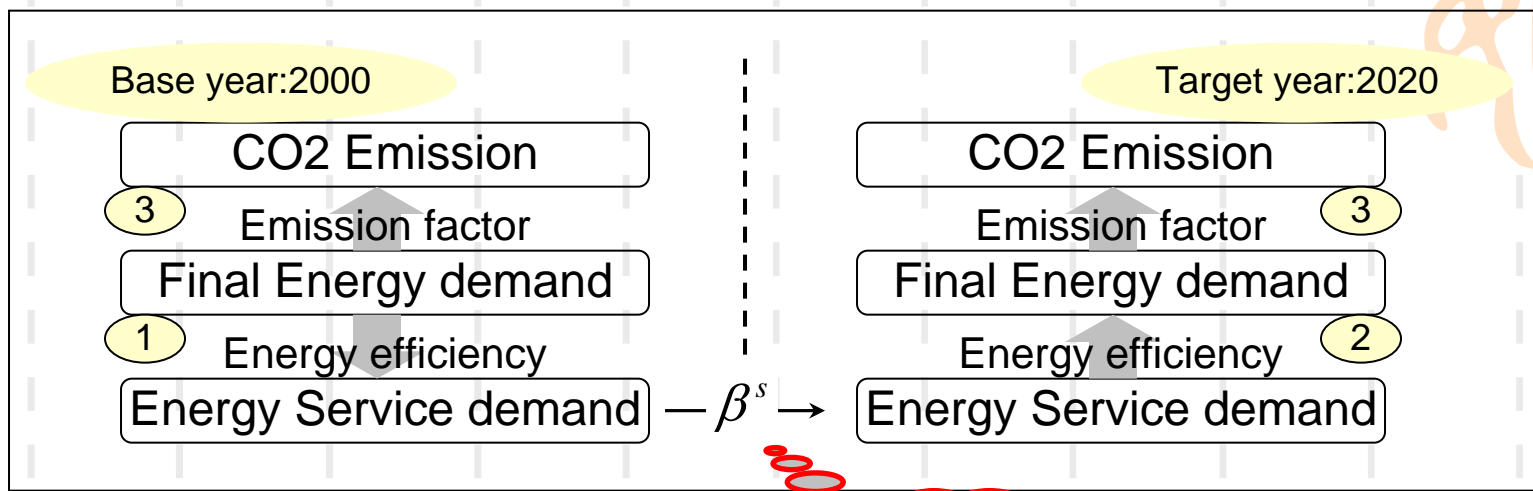 Base year:2000
CO2 Emission
3
Emission factor
Final Energy demand
1
Energy efficiency
Energy Service demand
β^s
Target year:2020
CO2 Emission
Emission factor
3
Final Energy demand
Energy efficiency
2
Energy Service demand